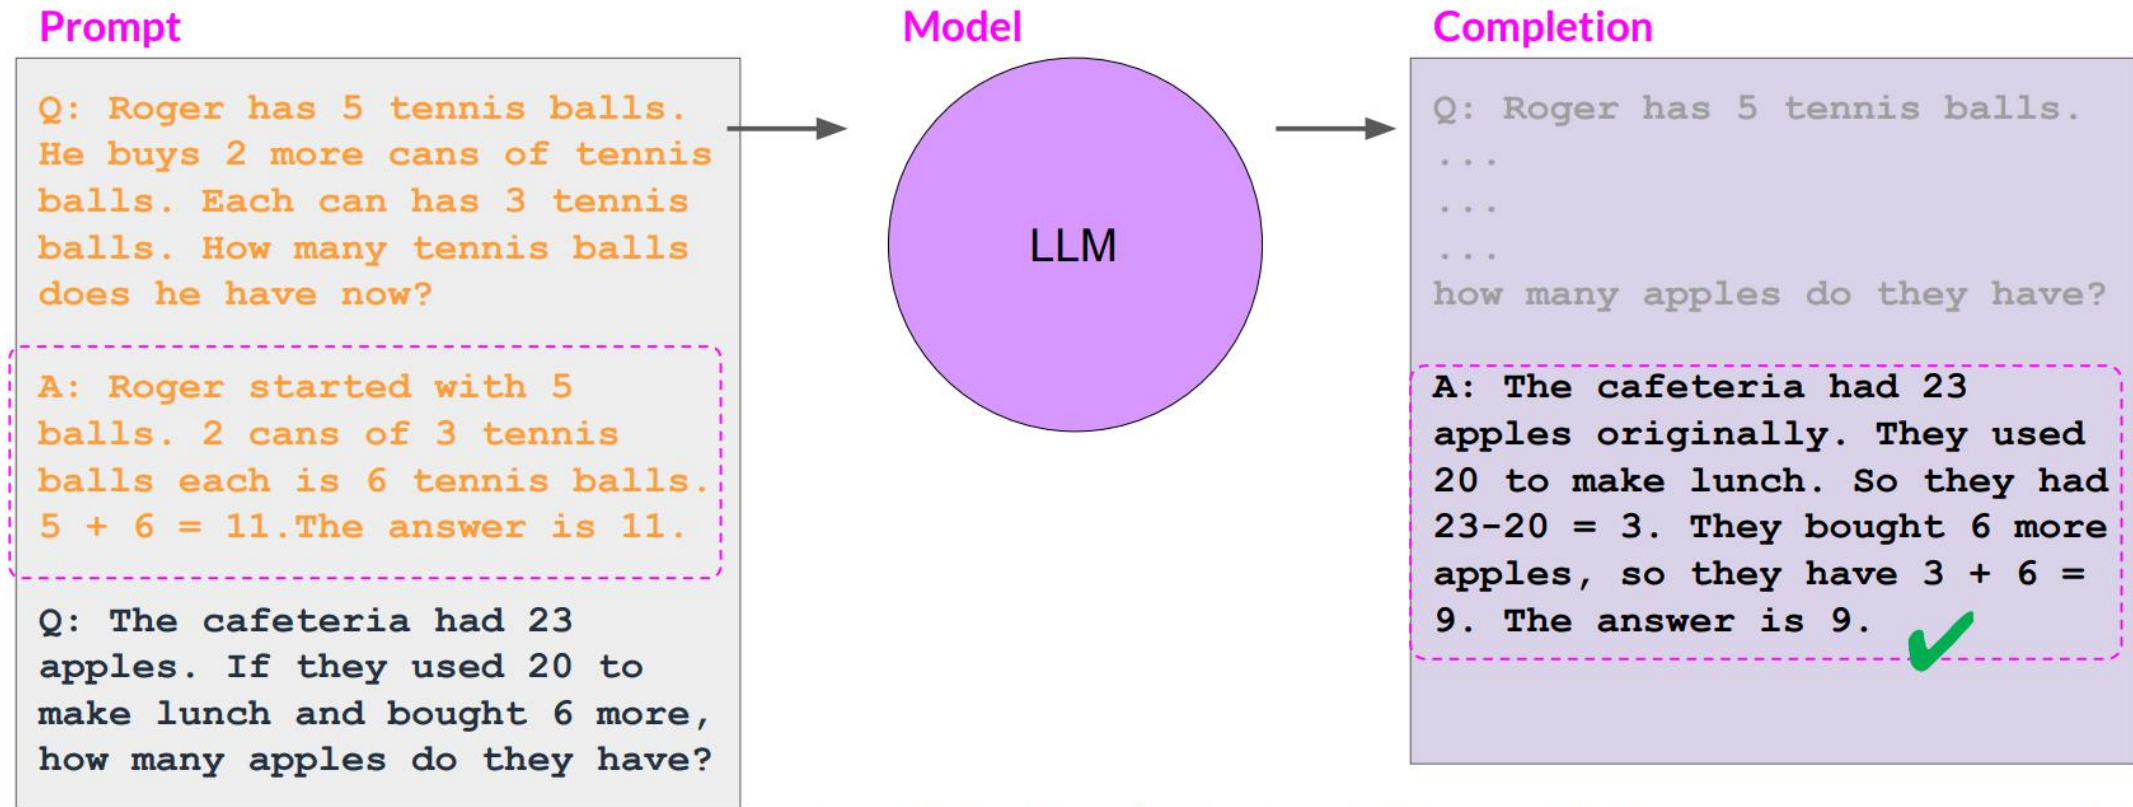 Prompt
Q: Roger has 5 tennis balls.
He buys 2 more cans of tennis
balls. Each can has 3 tennis
balls. How many tennis balls
does he have now?
A: Roger started with 5
balls. 2 cans of 3 tennis
balls each is 6 tennis balls.
5 + 6 = 11.The answer is 11.
Q: The cafeteria had 23
apples. If they used 20 to
make lunch and bought 6 more,
how many apples do they have?
Model
LLM
Completion
Q: Roger has 5 tennis balls.
...
...
...
how many apples do they have?
A: The cafeteria had 23
apples originally. They used
20 to make lunch. So they had
23-20 = 3. They bought 6 more
apples, so they have 3 + 6 =
9. The answer is 9.